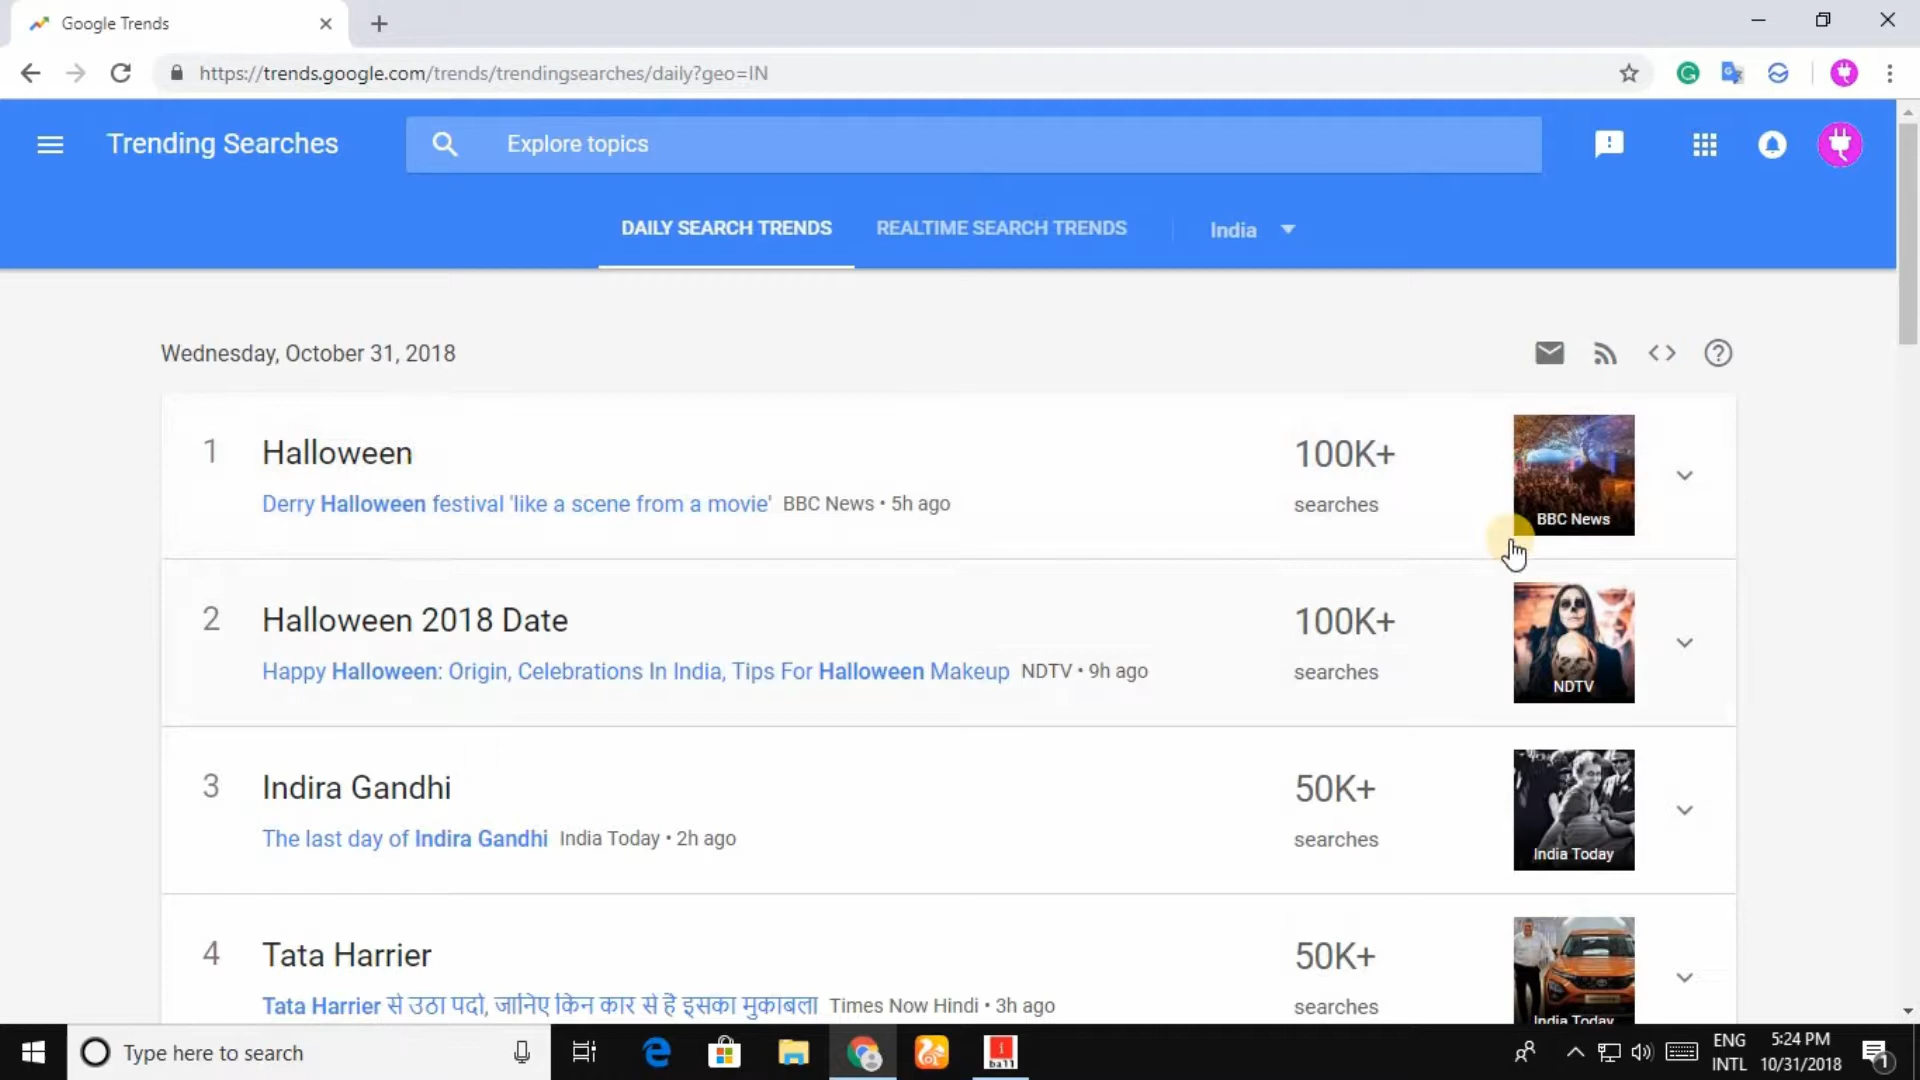 Google Trends
https://trends.google.com/trends/trendingsearches/daily?geo=IN
Trending Searches
Explore topics
DAILY SEARCH TRENDS
REALTIME SEARCH TRENDS
India
Wednesday, October 31, 2018
1
Halloween
100K+
Derry Halloween festival 'like a scene from a movie' BBC News • 5h ago
searches
BBC News
2
Halloween 2018 Date
100K+
Happy Halloween: Origin, Celebrations In India, Tips For Halloween Makeup NDTV • 9h ago
searches
NDTV
3
Indira Gandhi
50K+
The last day of Indira Gandhi India Today • 2h ago
searches
India Today
4
Tata Harrier
50K+
Tata Harrier से उठा पर्दा, जानिए किन कार से है इसका मुकाबला Times Now Hindi • 3h ago
searches
India Today
Type here to search
i
ball
ENG
INTL
5:24 PM
10/31/2018
1